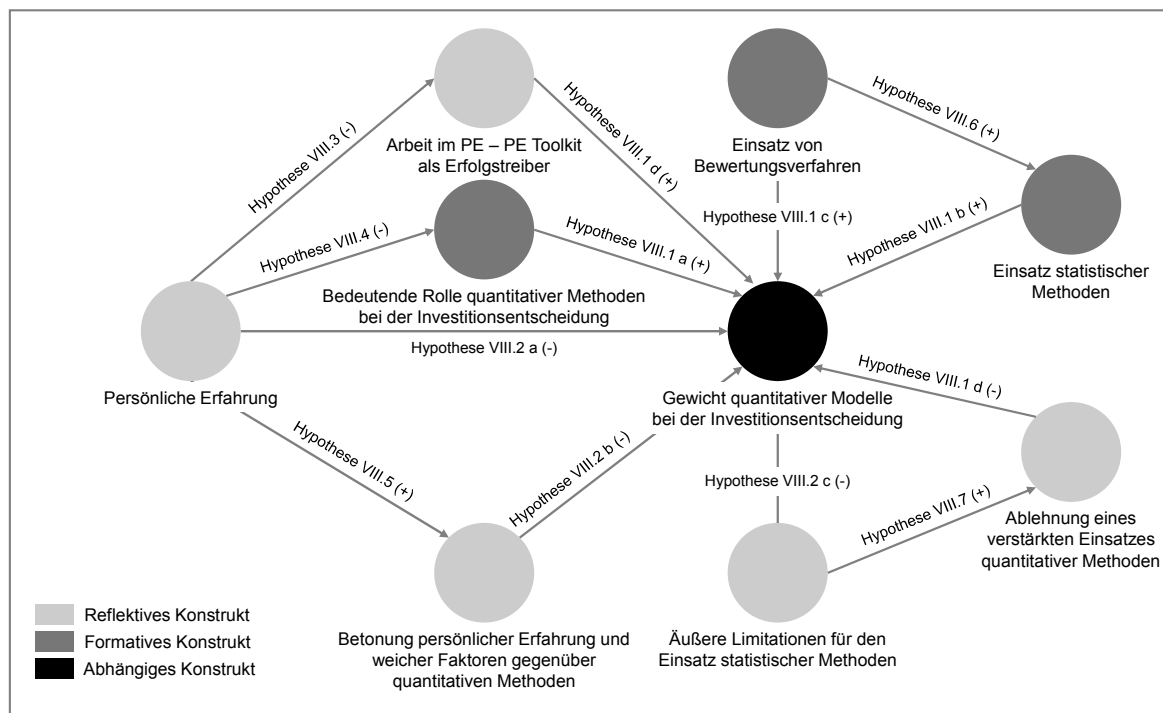 Hypothese VIII.3 (-)
Arbeit im PE – PE Toolkit
als Erfolgstreiber
Hypothese VIII.1 d (+)
Einsatz von
Bewertungsverfahren
Hypothese VIII.6 (+)
Hypothese VIII.4 (-)
Hypothese VIII.1 a (+)
Hypothese VIII.1 c (+)
Hypothese VIII.1 b (+)
Einsatz statistischer
Methoden
Bedeutende Rolle quantitativer Methoden
bei der Investitionsentscheidung
Hypothese VIII.2 a (-)
Persönliche Erfahrung
Gewicht quantitativer Modelle
bei der Investitionsentscheidung
Hypothese VIII.1 d (-)
Hypothese VIII.5 (+)
Hypothese VIII.2 b (-)
Hypothese VIII.2 c (-)
Hypothese VIII.7 (+)
Ablehnung eines
verstärkten Einsatzes
quantitativer Methoden
Betonung persönlicher Erfahrung und
weicher Faktoren gegenüber
quantitativen Methoden
Äußere Limitationen für den
Einsatz statistischer Methoden
Reflektives Konstrukt
Formatives Konstrukt
Abhängiges Konstrukt